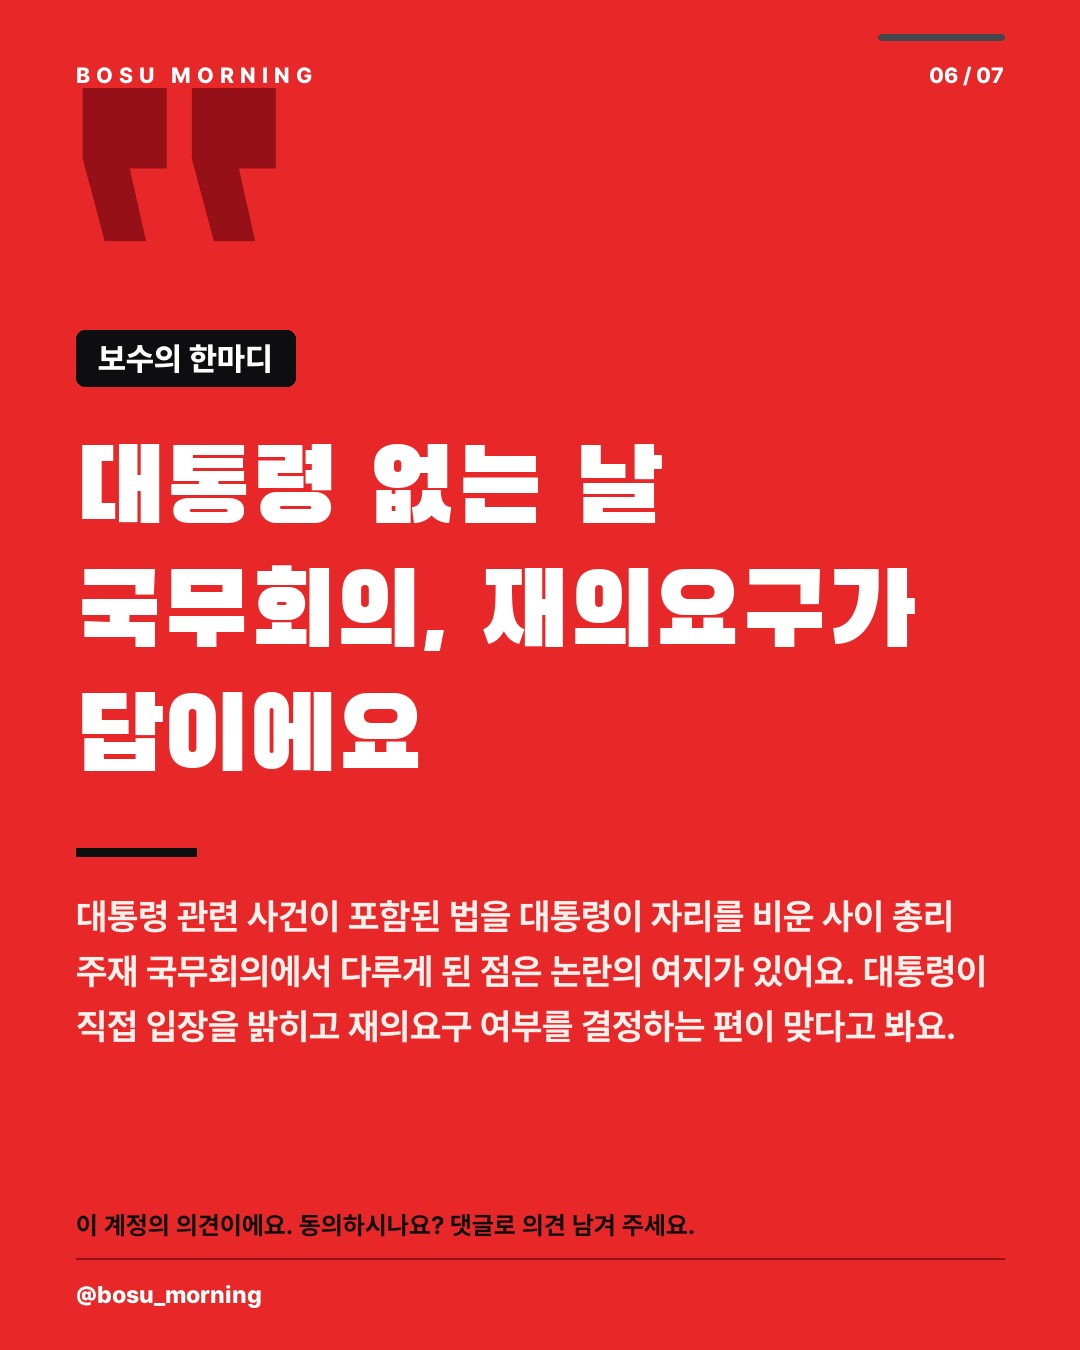 BOSU MORNING
06 / 07
보수의 한마디
대통령 없는 날
국무회의, 재의요구가
답이에요
대통령 관련 사건이 포함된 법을 대통령이 자리를 비운 사이 총리
주재 국무회의에서 다루게 된 점은 논란의 여지가 있어요. 대통령이
직접 입장을 밝히고 재의요구 여부를 결정하는 편이 맞다고 봐요.
이 계정의 의견이에요. 동의하시나요? 댓글로 의견 남겨 주세요.
@bosu_morning